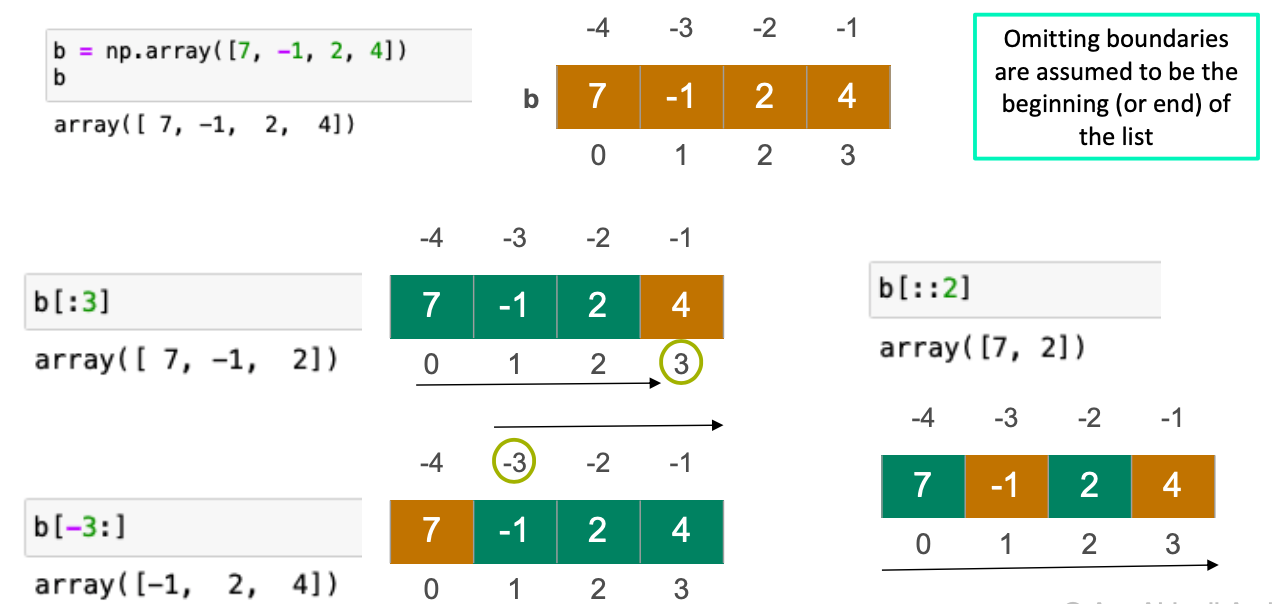 b = np.array([7, -1, 2, 4])
b
array([ 7, -1,  2,  4])
-4 -3 -2 -1
b 7 -1 2 4
0 1 2 3
Omitting boundaries
are assumed to be the
beginning (or end) of
the list
b[:3]
array([ 7, -1,  2])
-4 -3 -2 -1
7 -1 2 4
0 1 2 3
b[-3:]
array([-1,  2,  4])
-4 -3 -2 -1
7 -1 2 4
0 1 2 3
b[::2]
array([7, 2])
-4 -3 -2 -1
7 -1 2 4
0 1 2 3